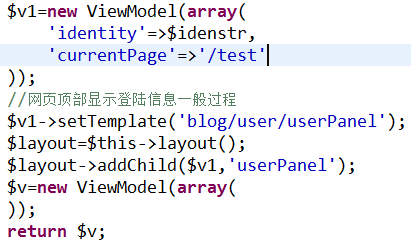 $v1=new ViewModel(array(
    'identity'=>$idenstr,
    'currentPage'=>'/test'
));
//网页顶部显示登陆信息一般过程
$v1->setTemplate('blog/user/userPanel');
$layout=$this->layout();
$layout->addChild($v1,'userPanel');
$v=new ViewModel(array(
));
return $v;